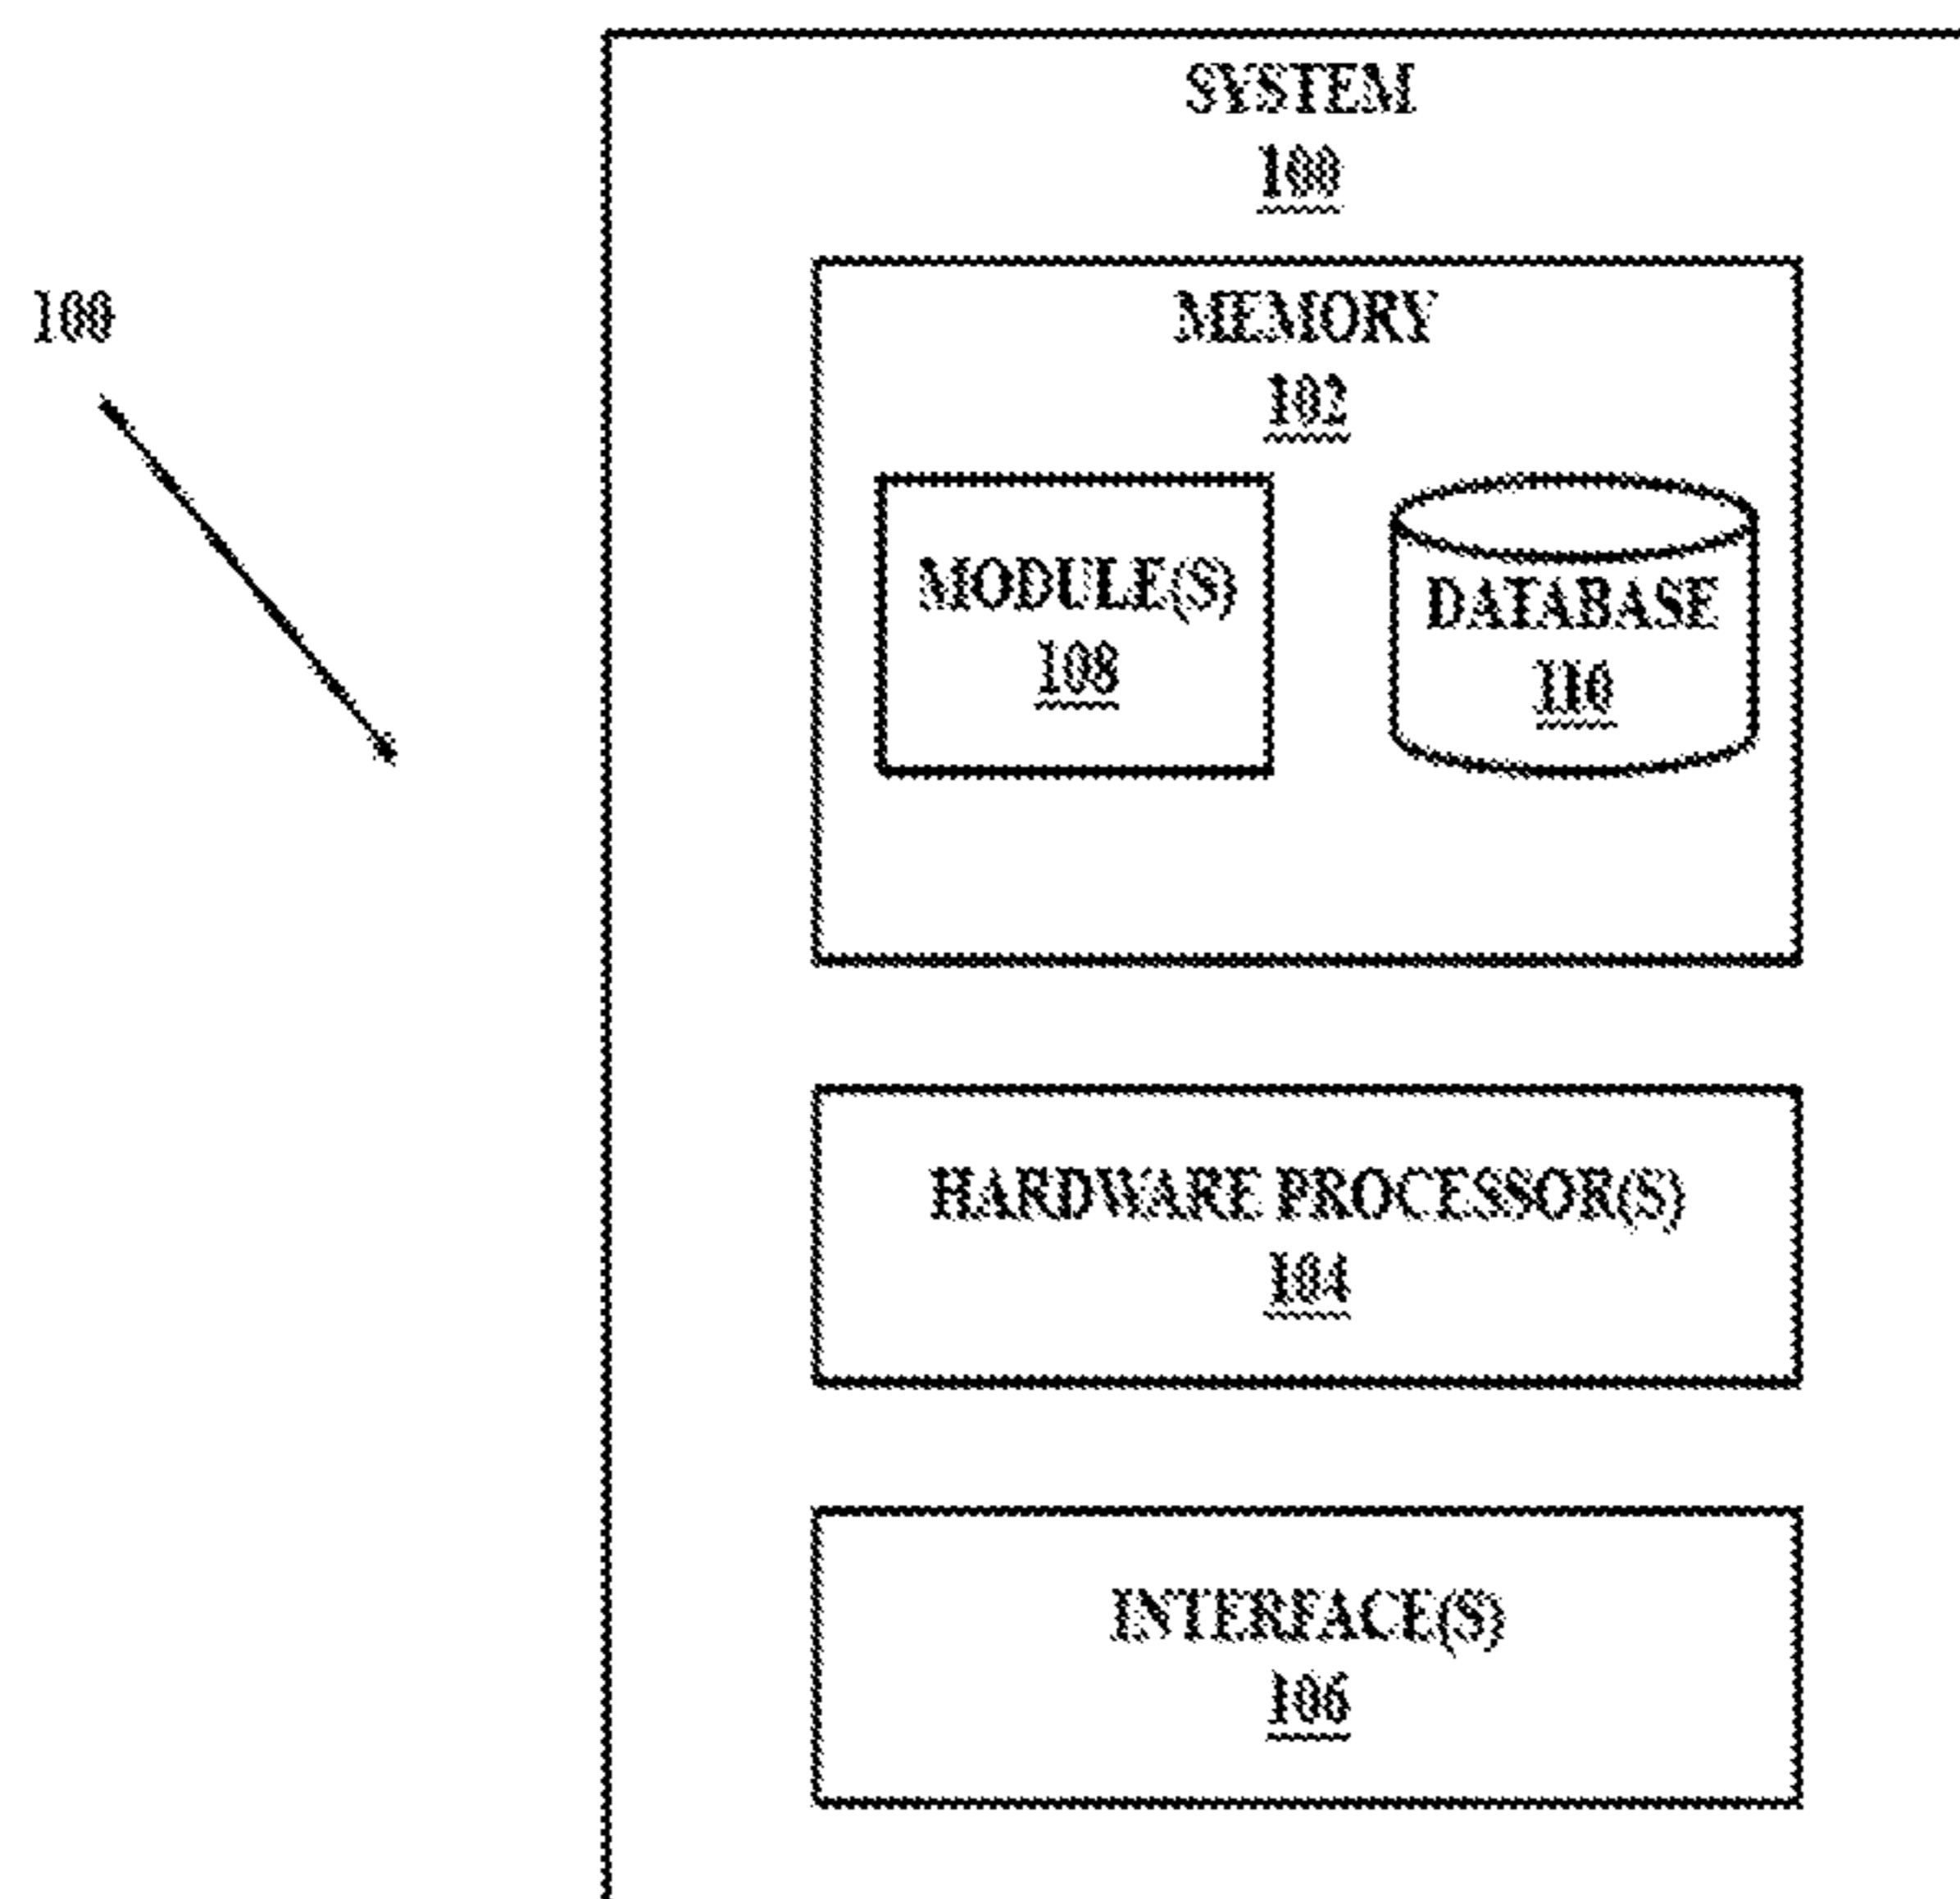 SYSTEM
100
100
MEMORY
102
MODULE(S)
108
DATABASE
110
HARDWARE PROCESSOR(S)
104
INTERFACE(S)
106